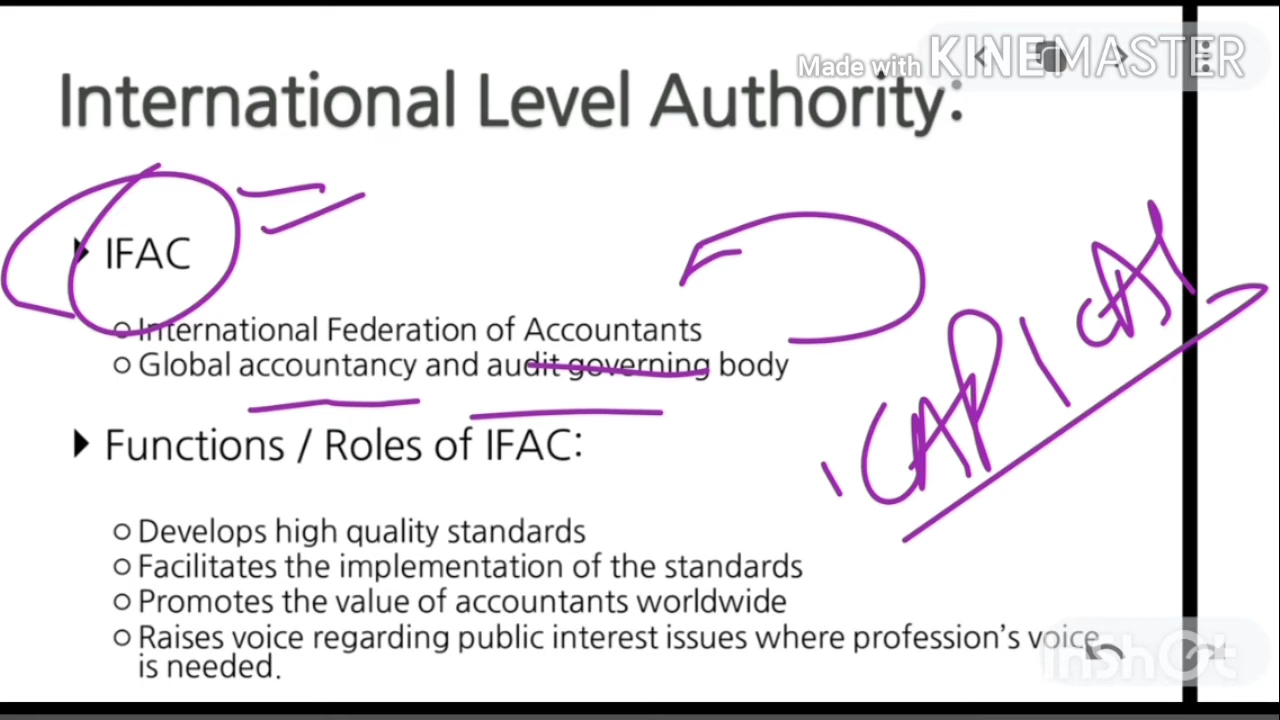 Made with KINEMASTER
International Level Authority:
IFAC
International Federation of Accountants
Global accountancy and audit governing body
ICAP ICAI
Functions / Roles of IFAC:
Develops high quality standards
Facilitates the implementation of the standards
Promotes the value of accountants worldwide
Raises voice regarding public interest issues where profession’s voice
is needed.
InShOt